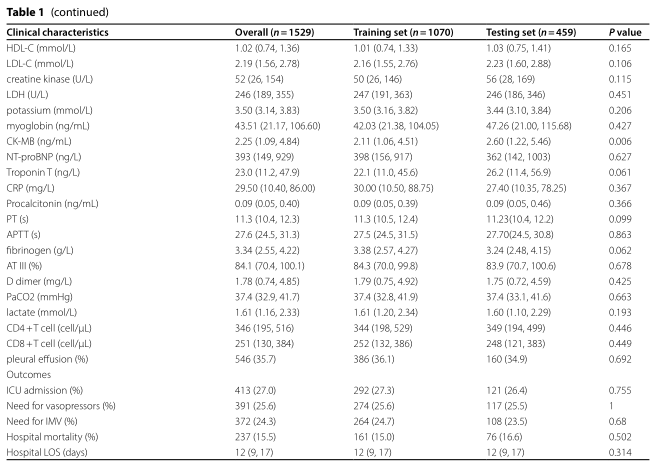 Table 1 (continued)
Clinical characteristics Overall (n = 1529) Training set (n = 1070) Testing set (n = 459) P value
HDL-C (mmol/L) 1.02 (0.74, 1.36) 1.01 (0.74, 1.33) 1.03 (0.75, 1.41) 0.165
LDL-C (mmol/L) 2.19 (1.56, 2.78) 2.16 (1.55, 2.76) 2.23 (1.60, 2.88) 0.106
creatine kinase (U/L) 52 (26, 154) 50 (26, 146) 56 (28, 169) 0.115
LDH (U/L) 246 (189, 355) 247 (191, 363) 246 (186, 346) 0.451
potassium (mmol/L) 3.50 (3.14, 3.83) 3.50 (3.16, 3.82) 3.44 (3.10, 3.84) 0.206
myoglobin (ng/mL) 43.51 (21.17, 106.60) 42.03 (21.38, 104.05) 47.26 (21.00, 115.68) 0.427
CK-MB (ng/mL) 2.25 (1.09, 4.84) 2.11 (1.06, 4.51) 2.60 (1.22, 5.46) 0.006
NT-proBNP (ng/L) 393 (149, 929) 398 (156, 917) 362 (142, 1003) 0.627
Troponin T (ng/L) 23.0 (11.2, 47.9) 22.1 (11.0, 45.6) 26.2 (11.4, 56.9) 0.061
CRP (mg/L) 29.50 (10.40, 86.00) 30.00 (10.50, 88.75) 27.40 (10.35, 78.25) 0.367
Procalcitonin (ng/mL) 0.09 (0.05, 0.40) 0.09 (0.05, 0.39) 0.09 (0.05, 0.46) 0.366
PT (s) 11.3 (10.4, 12.3) 11.3 (10.5, 12.4) 11.23(10.4, 12.2) 0.099
APTT (s) 27.6 (24.5, 31.3) 27.5 (24.5, 31.5) 27.70(24.5, 30.8) 0.863
fibrinogen (g/L) 3.34 (2.55, 4.22) 3.38 (2.57, 4.27) 3.24 (2.48, 4.15) 0.062
AT III (%) 84.1 (70.4, 100.1) 84.3 (70.0, 99.8) 83.9 (70.7, 100.6) 0.678
D dimer (mg/L) 1.78 (0.74, 4.85) 1.79 (0.75, 4.92) 1.75 (0.72, 4.59) 0.425
PaCO2 (mmHg) 37.4 (32.9, 41.7) 37.4 (32.8, 41.9) 37.4 (33.1, 41.6) 0.663
lactate (mmol/L) 1.61 (1.16, 2.33) 1.61 (1.20, 2.34) 1.60 (1.10, 2.29) 0.193
CD4 + T cell (cell/μL) 346 (195, 516) 344 (198, 529) 349 (194, 499) 0.446
CD8 + T cell (cell/μL) 251 (130, 384) 252 (132, 386) 248 (121, 383) 0.449
pleural effusion (%) 546 (35.7) 386 (36.1) 160 (34.9) 0.692
Outcomes
ICU admission (%) 413 (27.0) 292 (27.3) 121 (26.4) 0.755
Need for vasopressors (%) 391 (25.6) 274 (25.6) 117 (25.5) 1
Need for IMV (%) 372 (24.3) 264 (24.7) 108 (23.5) 0.68
Hospital mortality (%) 237 (15.5) 161 (15.0) 76 (16.6) 0.502
Hospital LOS (days) 12 (9, 17) 12 (9, 17) 12 (9, 17) 0.314